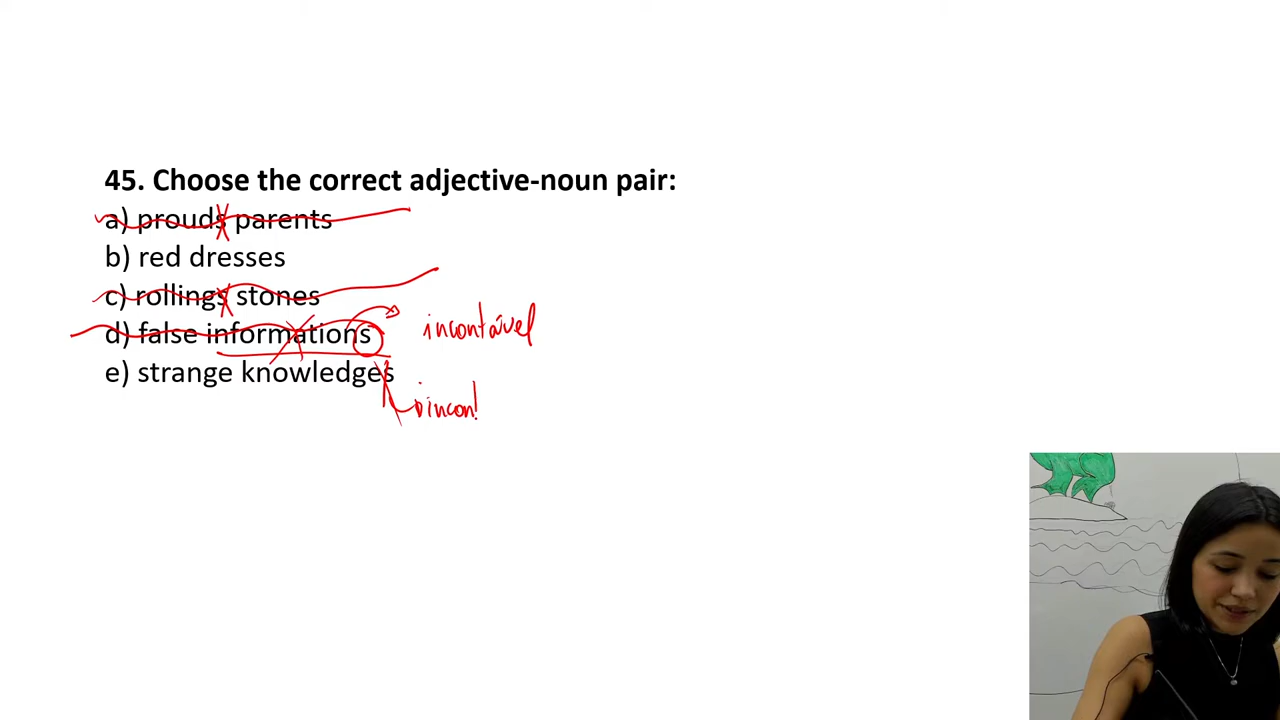 45. Choose the correct adjective-noun pair:
a) prouds parents
b) red dresses
c) rollings stones
d) false informations
incontável
e) strange knowledges
incon